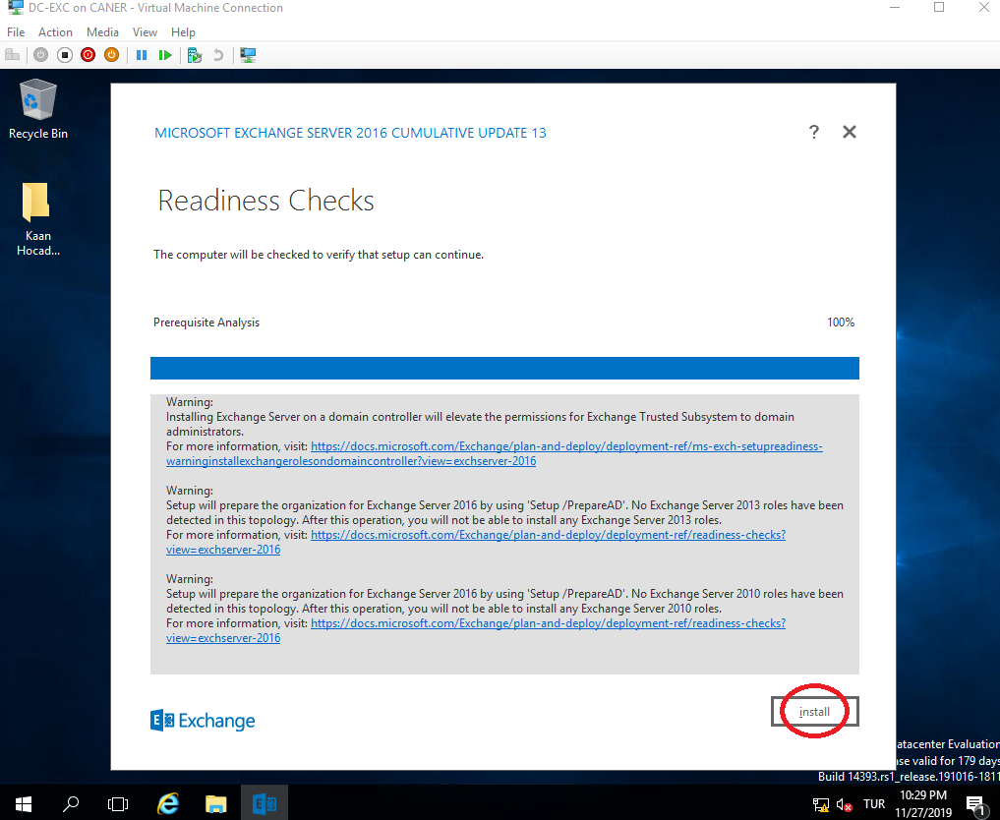 DC-EXC on CANER - Virtual Machine Connection
File Action Media View Help
Recycle Bin
Kaan
Hocad...
MICROSOFT EXCHANGE SERVER 2016 CUMULATIVE UPDATE 13
?
Readiness Checks
The computer will be checked to verify that setup can continue.
Prerequisite Analysis 100%
Warning:
Installing Exchange Server on a domain controller will elevate the permissions for Exchange Trusted Subsystem to domain
administrators.
For more information, visit: https://docs.microsoft.com/Exchange/plan-and-deploy/deployment-ref/ms-exch-setupreadiness-
warninginstallexchangerolesondomaincontroller?view=exchserver-2016
Warning:
Setup will prepare the organization for Exchange Server 2016 by using 'Setup /PrepareAD'. No Exchange Server 2013 roles have been
detected in this topology. After this operation, you will not be able to install any Exchange Server 2013 roles.
For more information, visit: https://docs.microsoft.com/Exchange/plan-and-deploy/deployment-ref/readiness-checks?
view=exchserver-2016
Warning:
Setup will prepare the organization for Exchange Server 2016 by using 'Setup /PrepareAD'. No Exchange Server 2010 roles have been
detected in this topology. After this operation, you will not be able to install any Exchange Server 2010 roles.
For more information, visit: https://docs.microsoft.com/Exchange/plan-and-deploy/deployment-ref/readiness-checks?
view=exchserver-2016
Exchange
install
atacenter Evaluation
se valid for 179 days
Build 14393.rs1_release.191016-1811
TUR
10:29 PM
11/27/2019
1